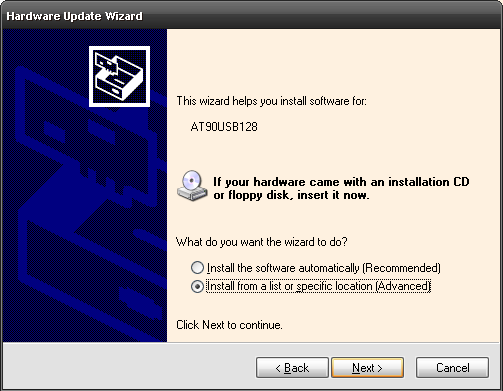 Hardware Update Wizard
This wizard helps you install software for:
AT90USB128
If your hardware came with an installation CD
or floppy disk, insert it now.
What do you want the wizard to do?
Install the software automatically (Recommended)
Install from a list or specific location (Advanced)
Click Next to continue.
< Back Next > Cancel